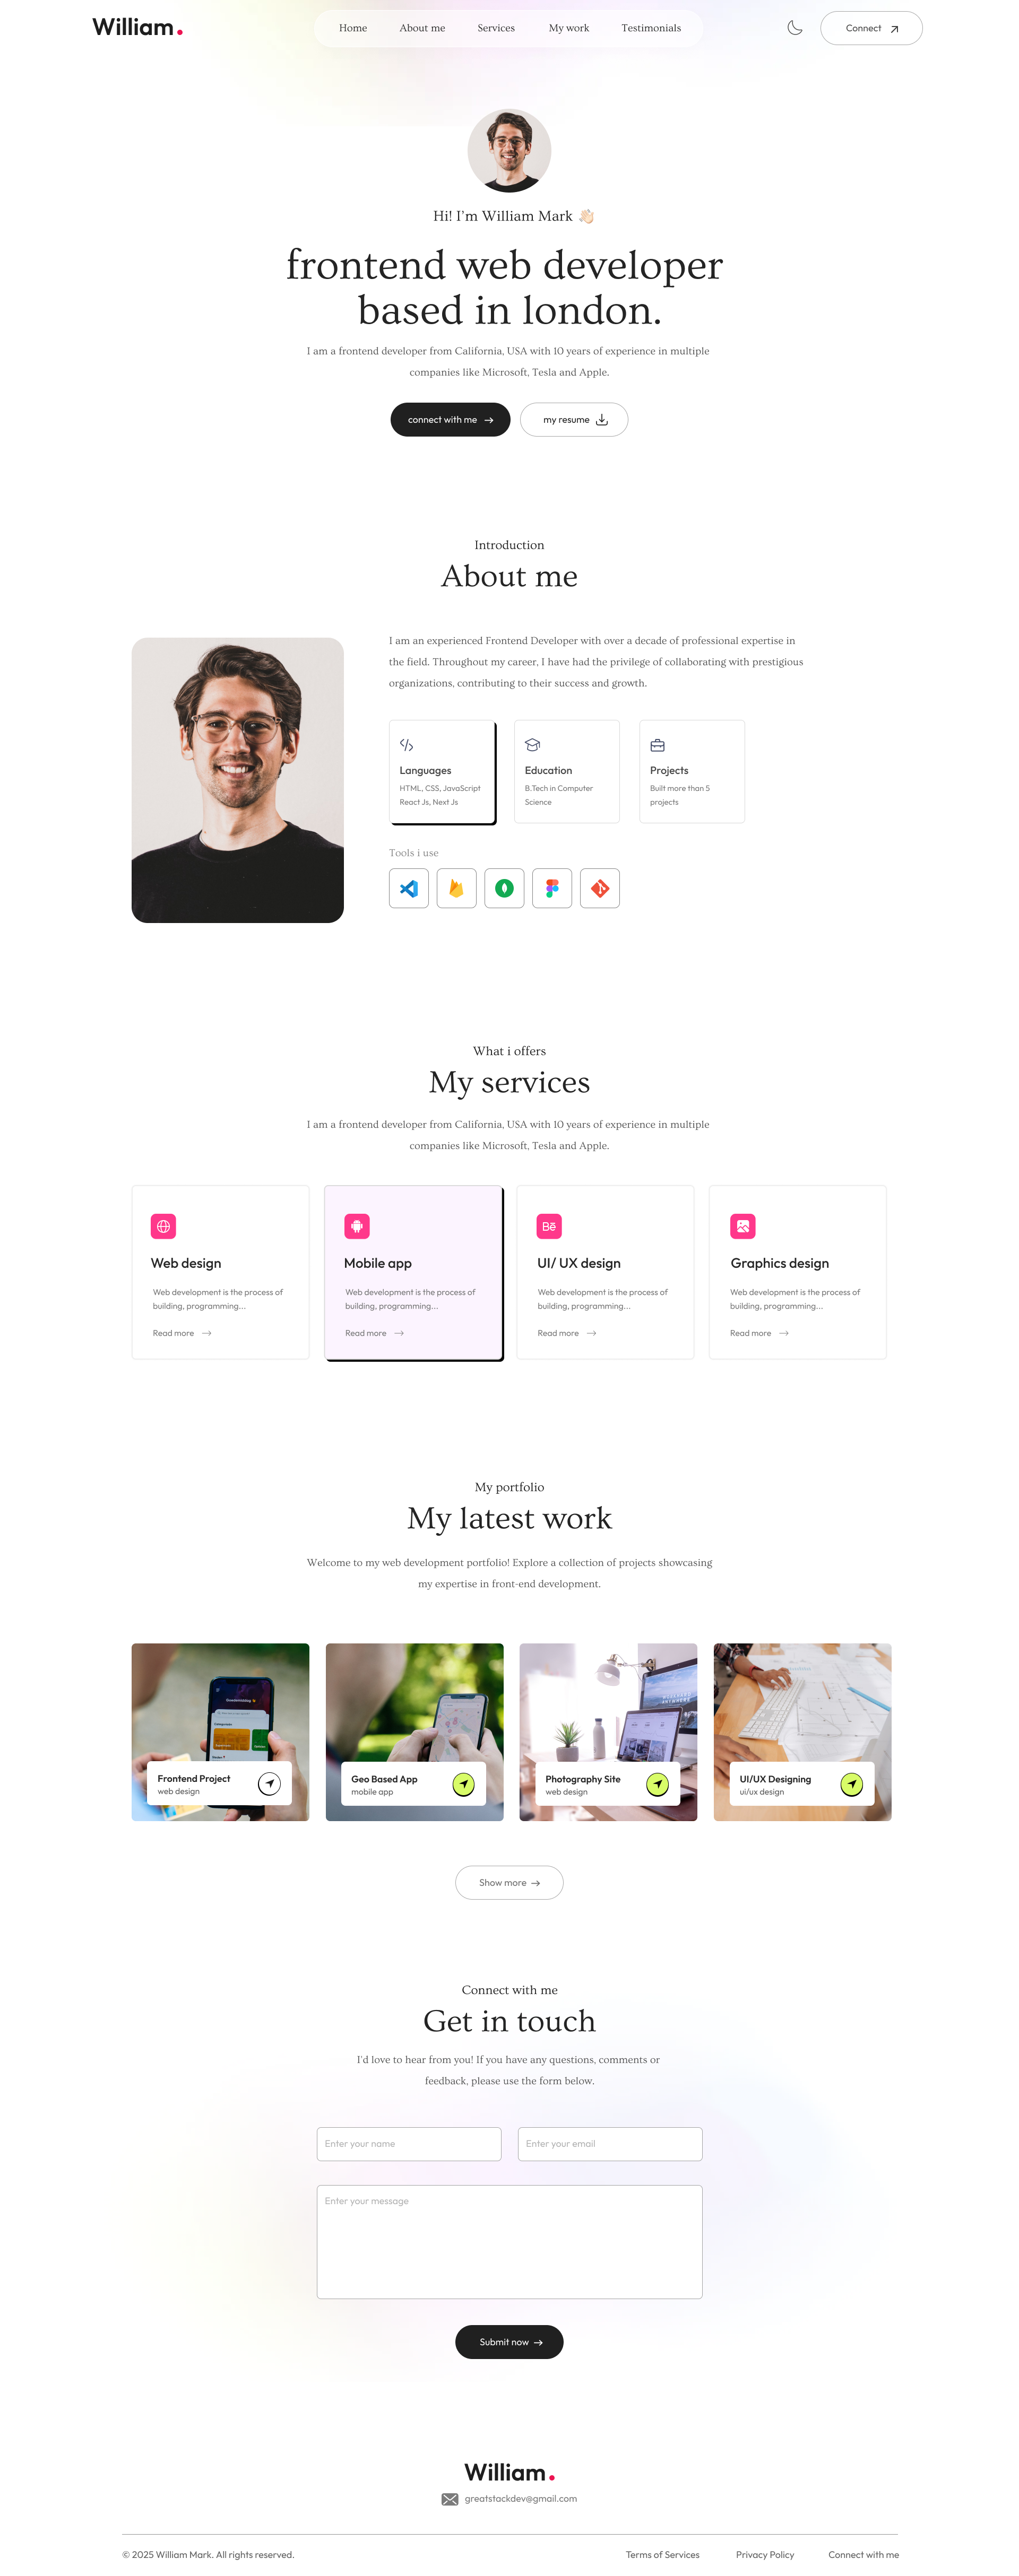 William.
Home About me Services My work Testimonials
Connect
Hi! I'm William Mark 👋🏻
frontend web developer
based in london.
I am a frontend developer from California, USA with 10 years of experience in multiple
companies like Microsoft, Tesla and Apple.
connect with me
my resume
Introduction
About me
I am an experienced Frontend Developer with over a decade of professional expertise in
the field. Throughout my career, I have had the privilege of collaborating with prestigious
organizations, contributing to their success and growth.
Languages
HTML, CSS, JavaScript
React Js, Next Js
Education
B.Tech in Computer
Science
Projects
Built more than 5
projects
Tools i use
What i offers
My services
I am a frontend developer from California, USA with 10 years of experience in multiple
companies like Microsoft, Tesla and Apple.
Web design
Web development is the process of
building, programming...
Read more
Mobile app
Web development is the process of
building, programming...
Read more
Bē
UI/ UX design
Web development is the process of
building, programming...
Read more
Graphics design
Web development is the process of
building, programming...
Read more
My portfolio
My latest work
Welcome to my web development portfolio! Explore a collection of projects showcasing
my expertise in front-end development.
Frontend Project
web design
Geo Based App
mobile app
ANYWHERE
Photography Site
web design
UI/UX Designing
ui/ux design
Show more
Connect with me
Get in touch
I'd love to hear from you! If you have any questions, comments or
feedback, please use the form below.
Enter your name
Enter your email
Enter your message
Submit now
William.
greatstackdev@gmail.com
© 2025 William Mark. All rights reserved.
Terms of Services Privacy Policy Connect with me